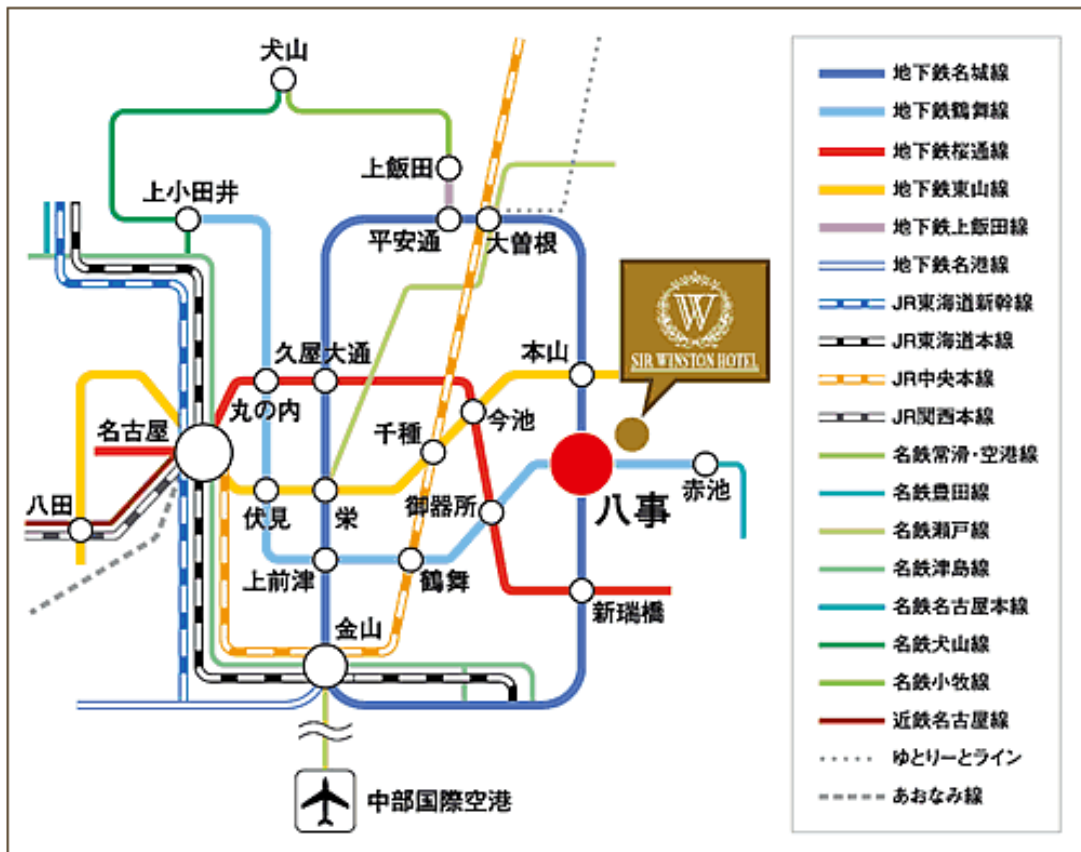 犬山
上飯田
上小田井
平安通
大曽根
W
SIR WINSTON HOTEL
久屋大通
本山
丸の内
今池
千種
名古屋
八田
伏見
栄
御器所
八事
赤池
上前津
鶴舞
新瑞橋
金山
中部国際空港
地下鉄名城線
地下鉄鶴舞線
地下鉄桜通線
地下鉄東山線
地下鉄上飯田線
地下鉄名港線
JR東海道新幹線
JR東海道本線
JR中央本線
JR関西本線
名鉄常滑・空港線
名鉄豊田線
名鉄瀬戸線
名鉄津島線
名鉄名古屋本線
名鉄犬山線
名鉄小牧線
近鉄名古屋線
ゆとりーとライン
あおなみ線